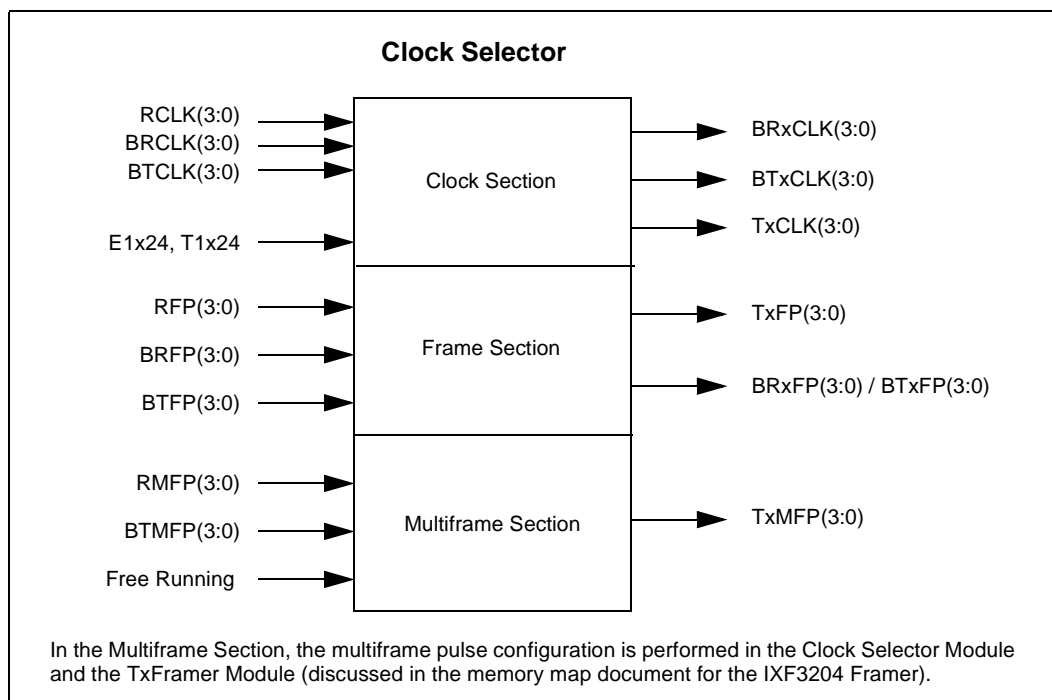 Clock Selector
RCLK(3:0)
BRCLK(3:0)
BTCLK(3:0)
E1x24, T1x24
Clock Section
BRxCLK(3:0)
BTxCLK(3:0)
TxCLK(3:0)
RFP(3:0)
BRFP(3:0)
BTFP(3:0)
Frame Section
TxFP(3:0)
BRxFP(3:0) / BTxFP(3:0)
RMFP(3:0)
BTMFP(3:0)
Free Running
Multiframe Section
TxMFP(3:0)
In the Multiframe Section, the multiframe pulse configuration is performed in the Clock Selector Module
and the TxFramer Module (discussed in the memory map document for the IXF3204 Framer).